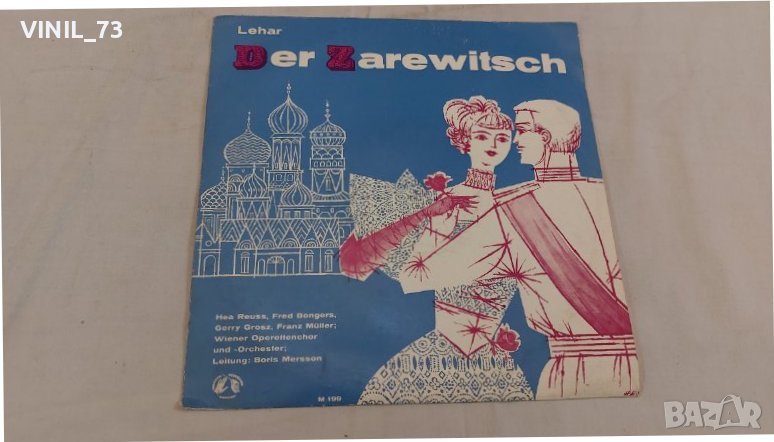 VINIL_73
Lehar
Der Zarewitsch
Hea Reuss, Fred Bongers,
Gerry Grosz, Franz Müller;
Wiener Operettenchor
und -Orchester;
Leitung: Boris Mersson
M 199
BAZAR